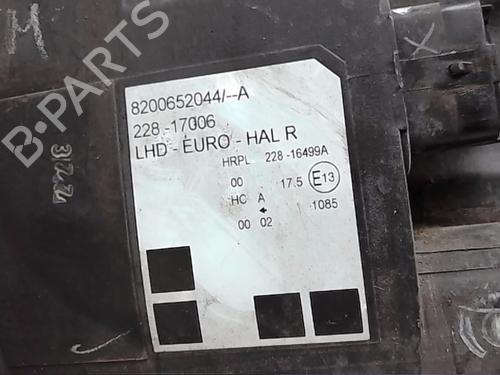 8200652044/--A
228-17006
LHD - EURO - HAL R
HRPL 228-16499A
00 17.5 E13
HC A
1085
00 02
B-PARTS